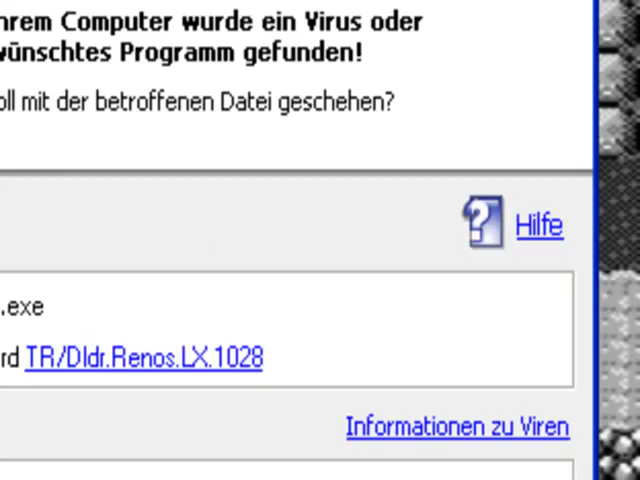 hrem Computer wurde ein Virus oder
wünschtes Programm gefunden!
oll mit der betroffenen Datei geschehen?
Hilfe
.exe
rd TR/Dldr.Renos.LX.1028
Informationen zu Viren